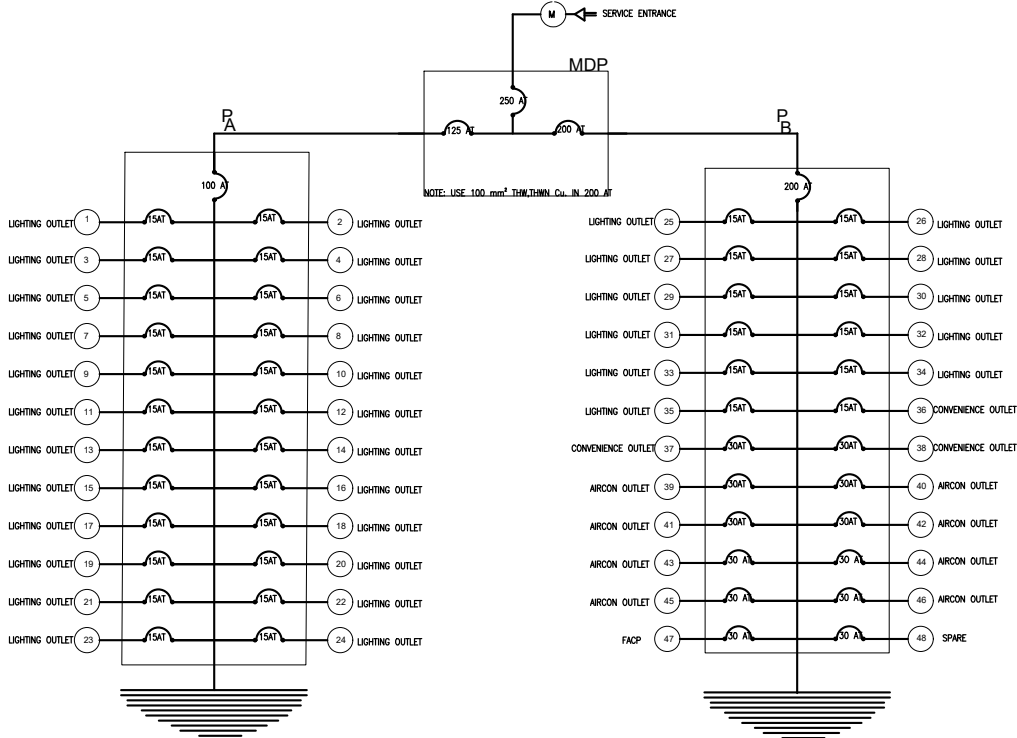 M
SERVICE ENTRANCE
MDP
250 AT
125 AT
200 AT
NOTE: USE 100 mm² THW,THWN Cu. IN 200 AT
PA
100 AT
LIGHTING OUTLET 1 15AT 15AT 2 LIGHTING OUTLET
LIGHTING OUTLET 3 15AT 15AT 4 LIGHTING OUTLET
LIGHTING OUTLET 5 15AT 15AT 6 LIGHTING OUTLET
LIGHTING OUTLET 7 15AT 15AT 8 LIGHTING OUTLET
LIGHTING OUTLET 9 15AT 15AT 10 LIGHTING OUTLET
LIGHTING OUTLET 11 15AT 15AT 12 LIGHTING OUTLET
LIGHTING OUTLET 13 15AT 15AT 14 LIGHTING OUTLET
LIGHTING OUTLET 15 15AT 15AT 16 LIGHTING OUTLET
LIGHTING OUTLET 17 15AT 15AT 18 LIGHTING OUTLET
LIGHTING OUTLET 19 15AT 15AT 20 LIGHTING OUTLET
LIGHTING OUTLET 21 15AT 15AT 22 LIGHTING OUTLET
LIGHTING OUTLET 23 15AT 15AT 24 LIGHTING OUTLET
PB
200 AT
LIGHTING OUTLET 25 15AT 15AT 26 LIGHTING OUTLET
LIGHTING OUTLET 27 15AT 15AT 28 LIGHTING OUTLET
LIGHTING OUTLET 29 15AT 15AT 30 LIGHTING OUTLET
LIGHTING OUTLET 31 15AT 15AT 32 LIGHTING OUTLET
LIGHTING OUTLET 33 15AT 15AT 34 LIGHTING OUTLET
LIGHTING OUTLET 35 15AT 15AT 36 CONVENIENCE OUTLET
CONVENIENCE OUTLET 37 30AT 30AT 38 CONVENIENCE OUTLET
AIRCON OUTLET 39 30AT 30AT 40 AIRCON OUTLET
AIRCON OUTLET 41 30AT 30AT 42 AIRCON OUTLET
AIRCON OUTLET 43 30 AT 30 AT 44 AIRCON OUTLET
AIRCON OUTLET 45 30 AT 30 AT 46 AIRCON OUTLET
FACP 47 30 AT 30 AT 48 SPARE